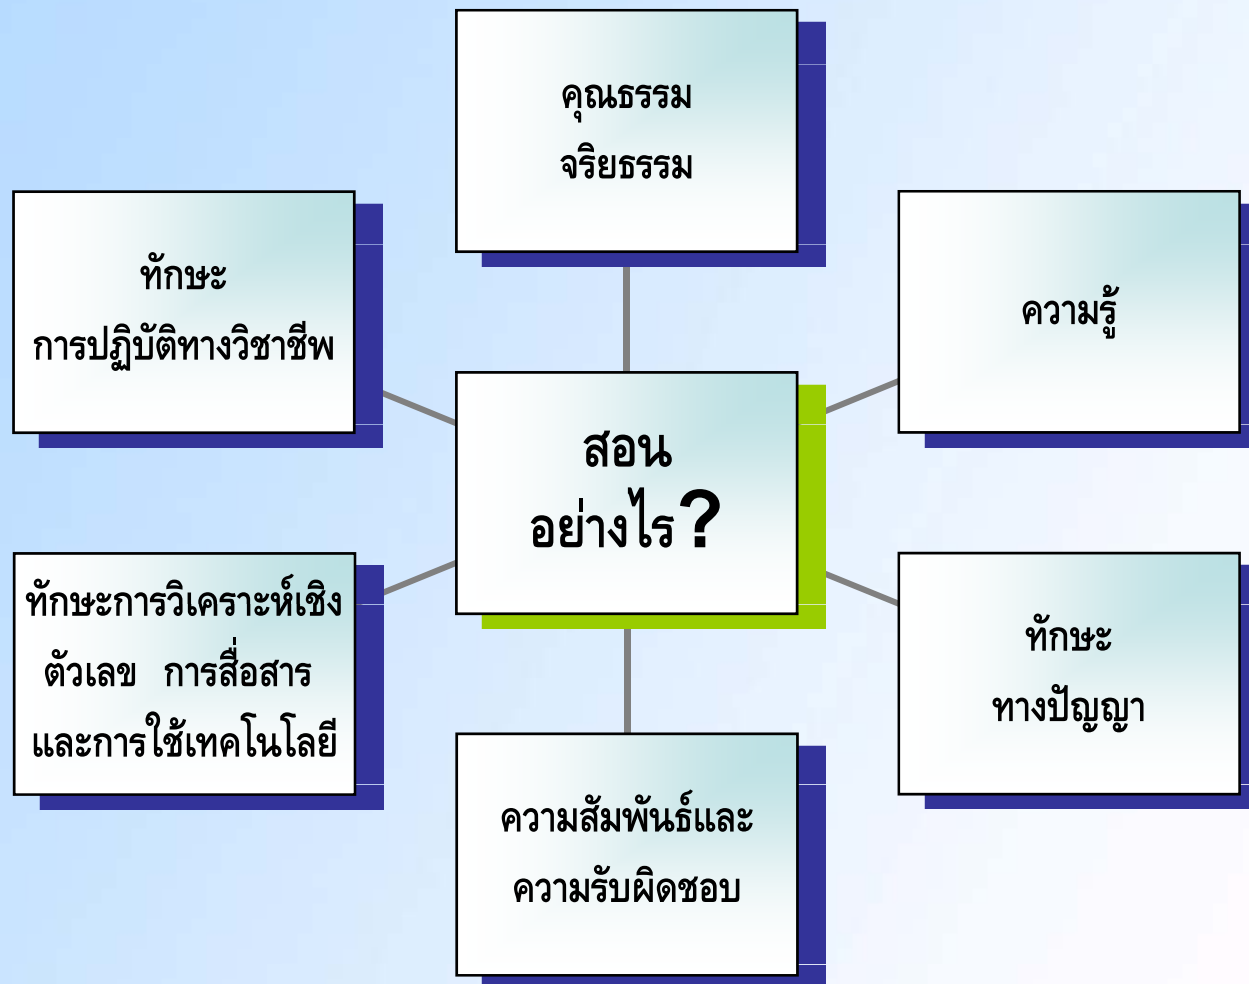 คุณธรรม
จริยธรรม
ทักษะ
การปฏิบัติทางวิชาชีพ
ความรู้
สอน
อย่างไร?
ทักษะการวิเคราะห์เชิง
ตัวเลข การสื่อสาร
และการใช้เทคโนโลยี
ทักษะ
ทางปัญญา
ความสัมพันธ์และ
ความรับผิดชอบ